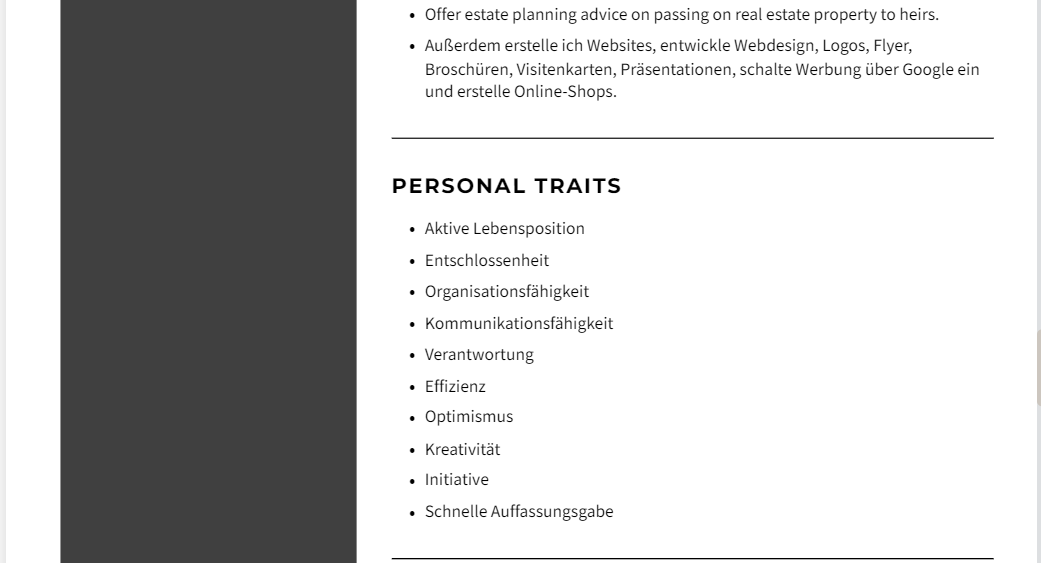 • Offer estate planning advice on passing on real estate property to heirs.
• Außerdem erstelle ich Websites, entwickle Webdesign, Logos, Flyer,
Broschüren, Visitenkarten, Präsentationen, schalte Werbung über Google ein
und erstelle Online-Shops.
PERSONAL TRAITS
• Aktive Lebensposition
• Entschlossenheit
• Organisationsfähigkeit
• Kommunikationsfähigkeit
• Verantwortung
• Effizienz
• Optimismus
• Kreativität
• Initiative
• Schnelle Auffassungsgabe